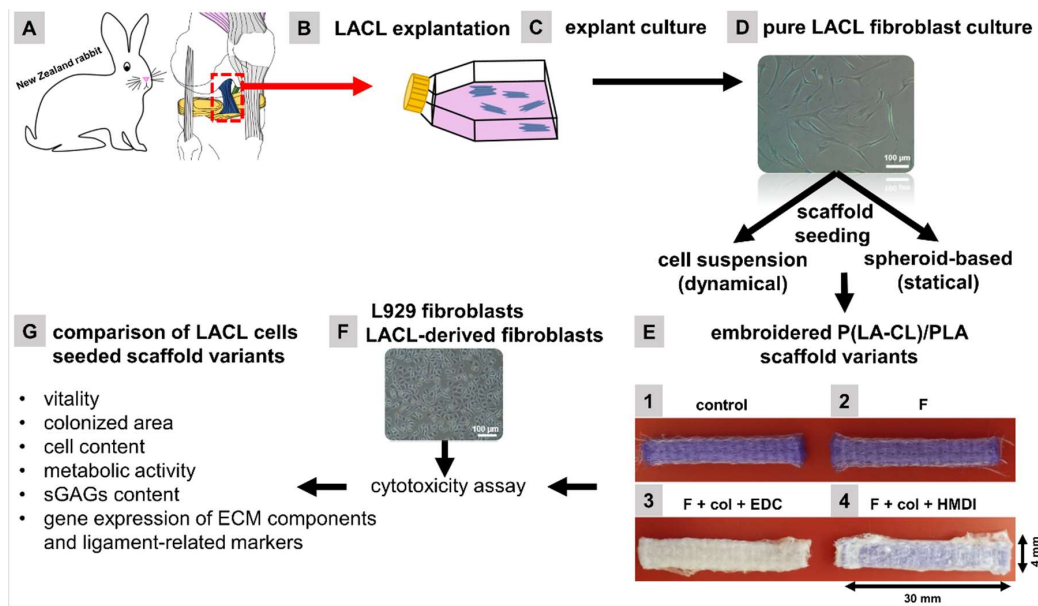 A
New Zealand rabbit
B LACL explantation
C explant culture
D pure LACL fibroblast culture
100 µm
scaffold
seeding
cell suspension
(dynamical)
spheroid-based
(statical)
E embroidered P(LA-CL)/PLA
scaffold variants
1 control
2 F
3 F + col + EDC
4 F + col + HMDI
4 mm
30 mm
F L929 fibroblasts
LACL-derived fibroblasts
100 µm
cytotoxicity assay
G comparison of LACL cells
seeded scaffold variants
• vitality
• colonized area
• cell content
• metabolic activity
• sGAGs content
• gene expression of ECM components
and ligament-related markers